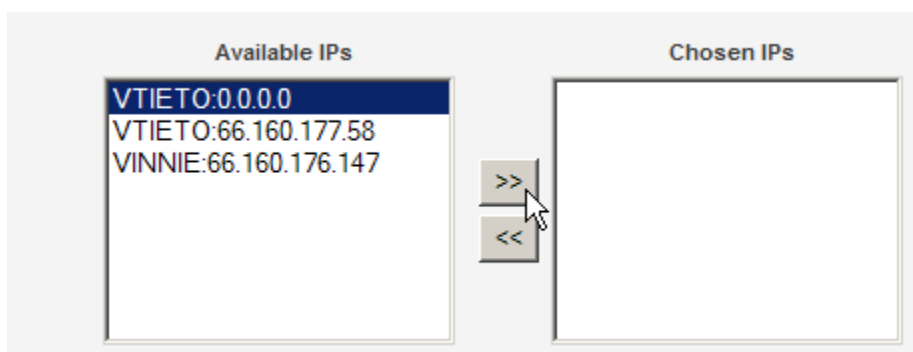 Available IPs
Chosen IPs
VTIETO:0.0.0.0
VTIETO:66.160.177.58
VINNIE:66.160.176.147
>>
<<